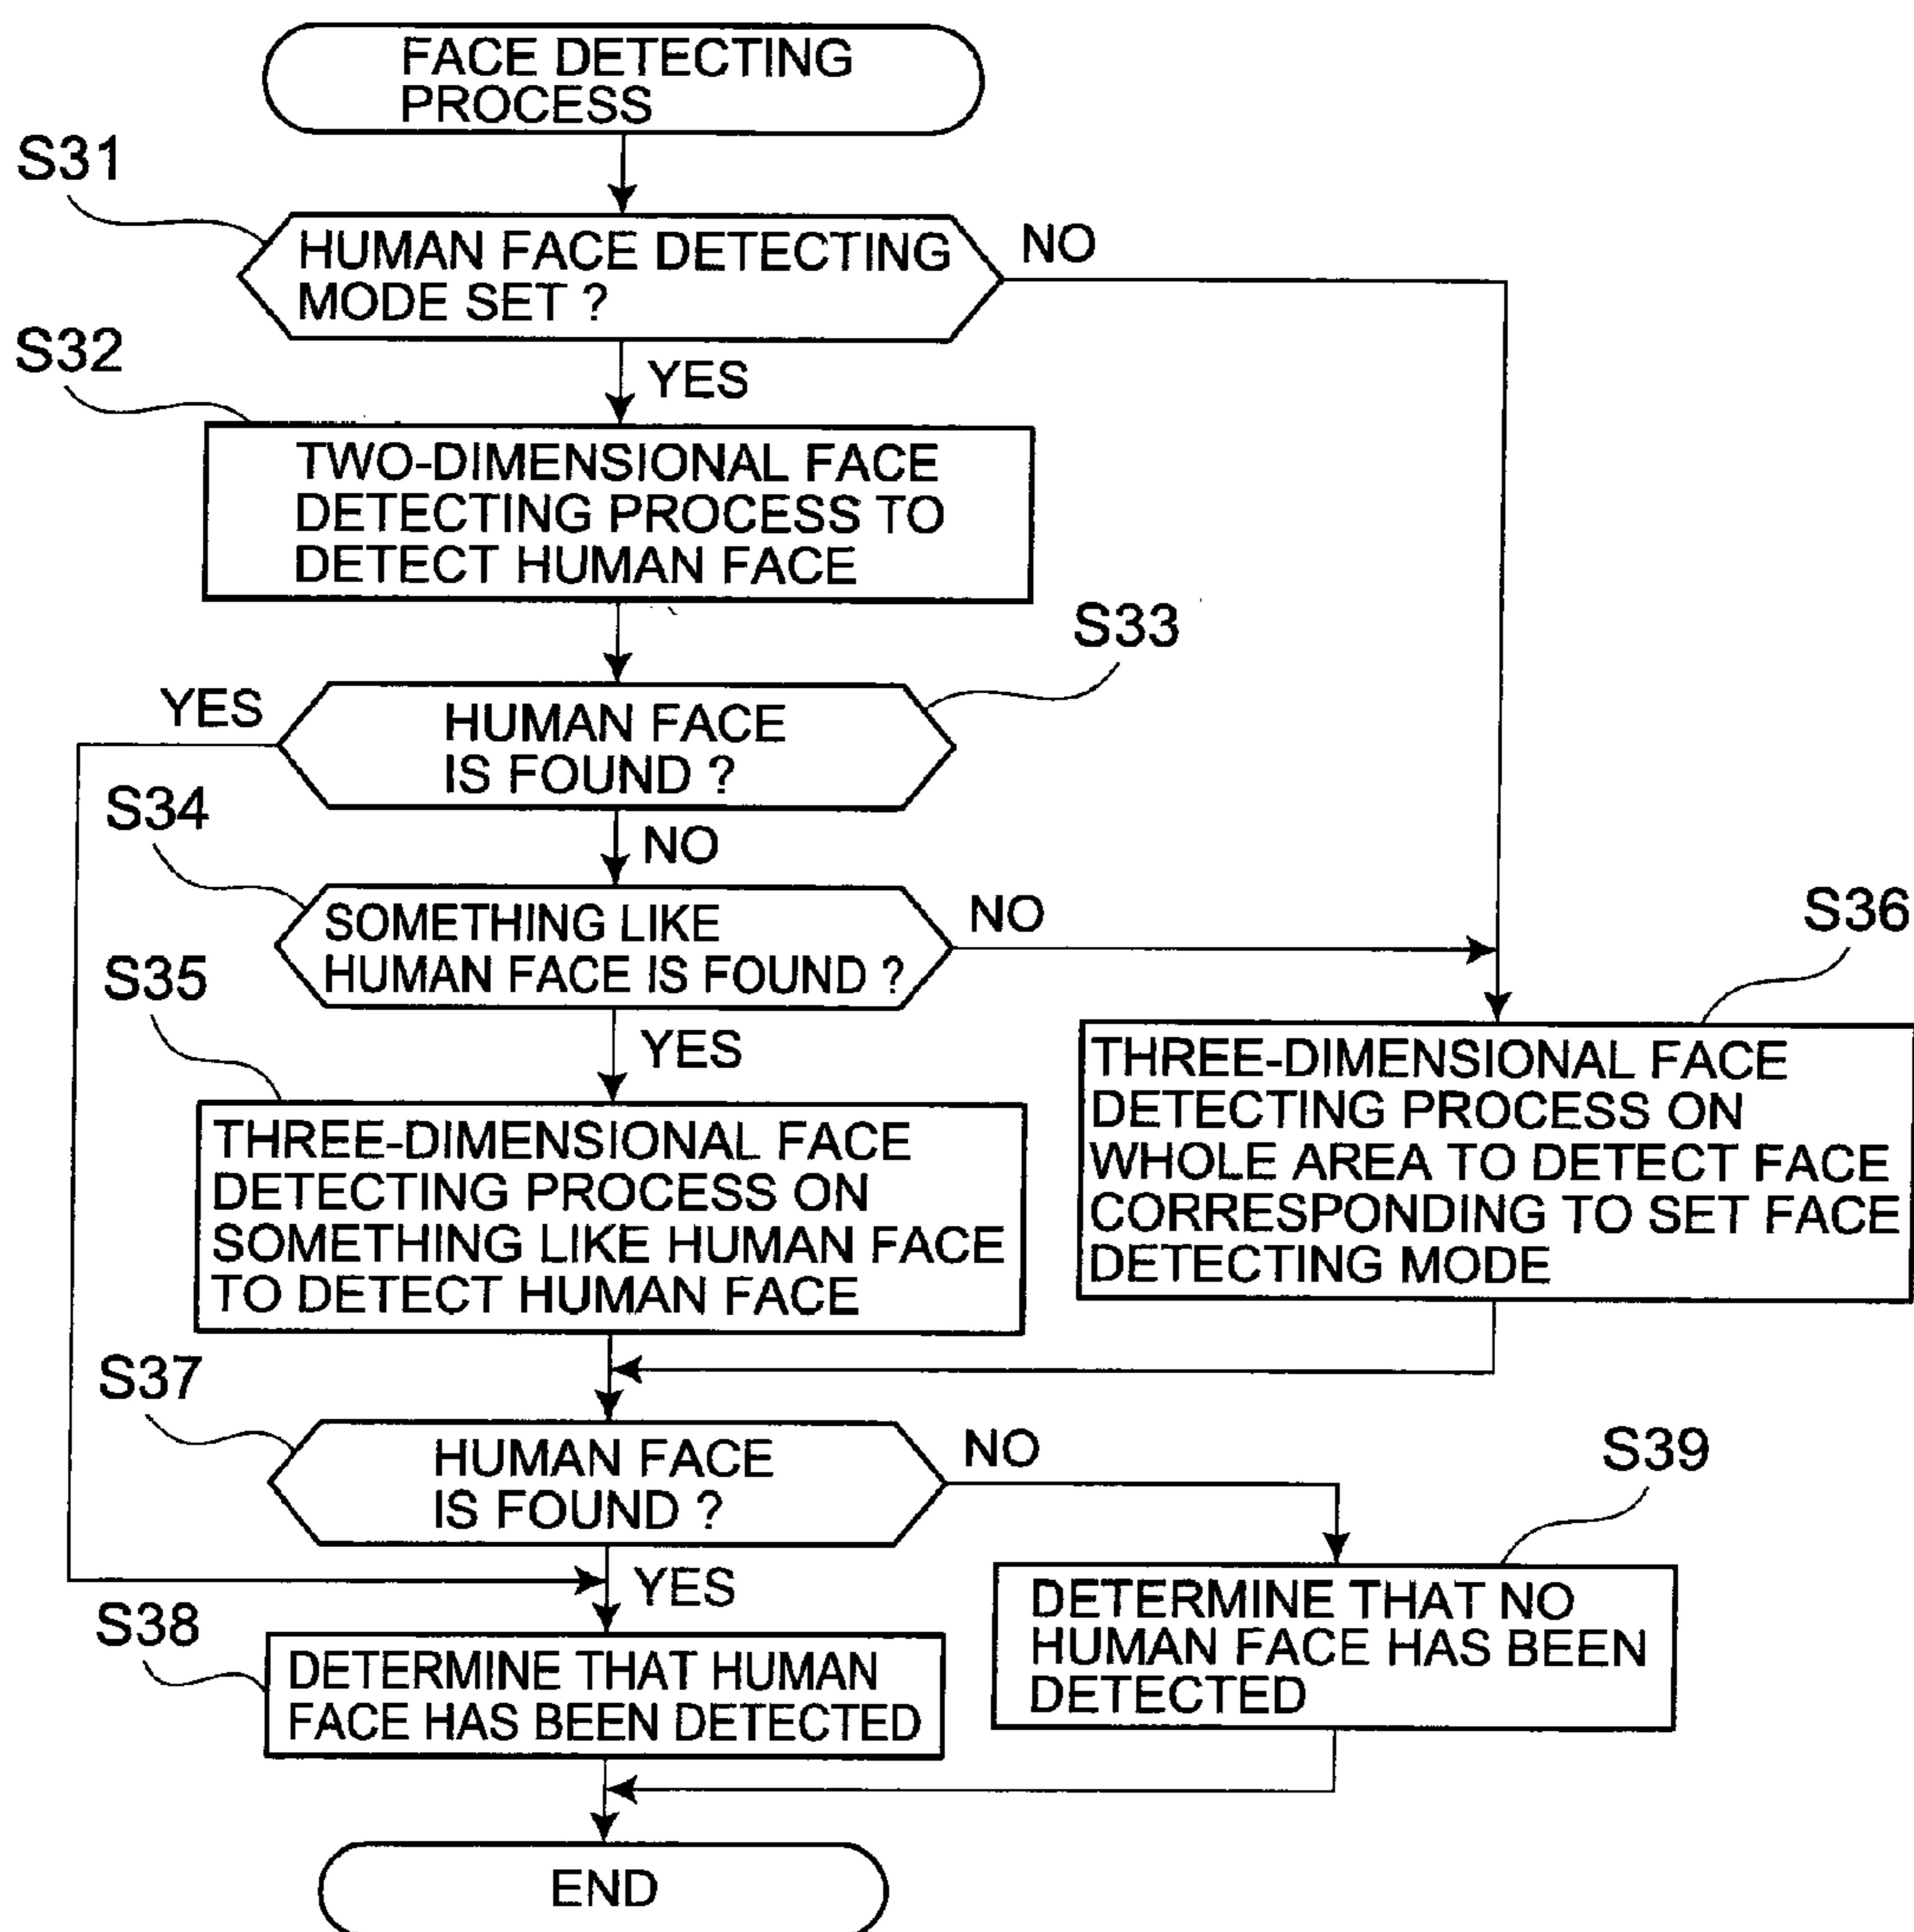 FACE DETECTING
PROCESS
S31
HUMAN FACE DETECTING
MODE SET ?
NO
YES
S32
TWO-DIMENSIONAL FACE
DETECTING PROCESS TO
DETECT HUMAN FACE
S33
YES
HUMAN FACE
IS FOUND ?
NO
S34
SOMETHING LIKE
HUMAN FACE IS FOUND ?
NO
YES
S35
THREE-DIMENSIONAL FACE
DETECTING PROCESS ON
SOMETHING LIKE HUMAN FACE
TO DETECT HUMAN FACE
S36
THREE-DIMENSIONAL FACE
DETECTING PROCESS ON
WHOLE AREA TO DETECT FACE
CORRESPONDING TO SET FACE
DETECTING MODE
S37
HUMAN FACE
IS FOUND ?
NO
YES
S38
DETERMINE THAT HUMAN
FACE HAS BEEN DETECTED
S39
DETERMINE THAT NO
HUMAN FACE HAS BEEN
DETECTED
END